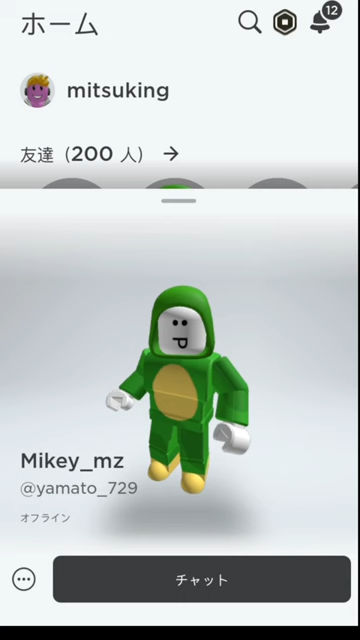 ホーム
12
mitsuking
友達（200 人） →
Mikey_mz
@yamato_729
オフライン
チャット